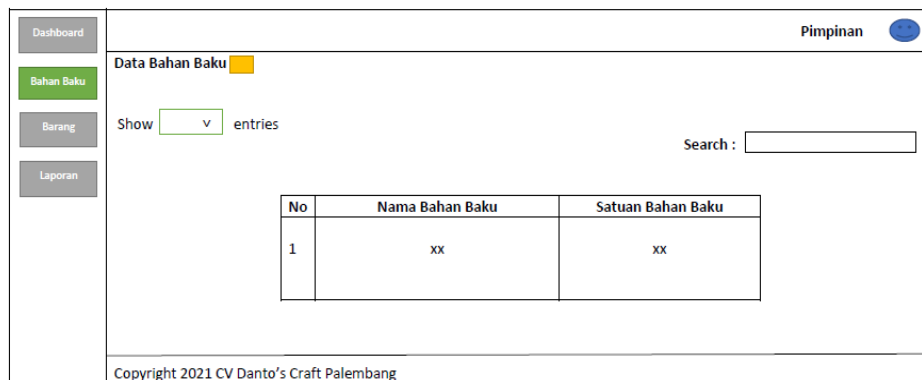 Dashboard
Pimpinan
Data Bahan Baku
Bahan Baku
Show v entries
Barang
Search :
Laporan
No Nama Bahan Baku Satuan Bahan Baku
1 xx xx
Copyright 2021 CV Danto's Craft Palembang